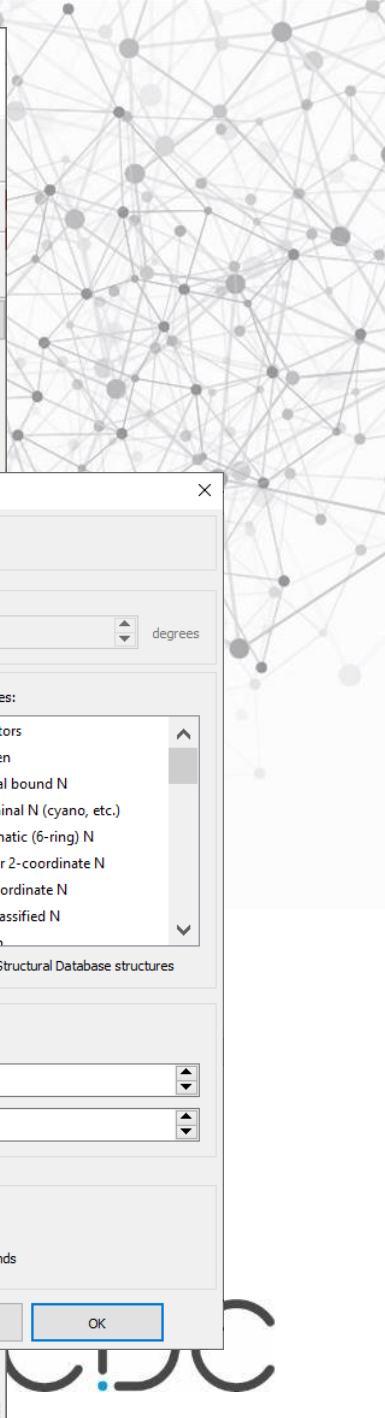 degrees
es:
tors
en
al bound N
inal N (cyano, etc.)
natic (6-ring) N
r 2-coordinate N
ordinate N
assified N
Structural Database structures
nds
OK